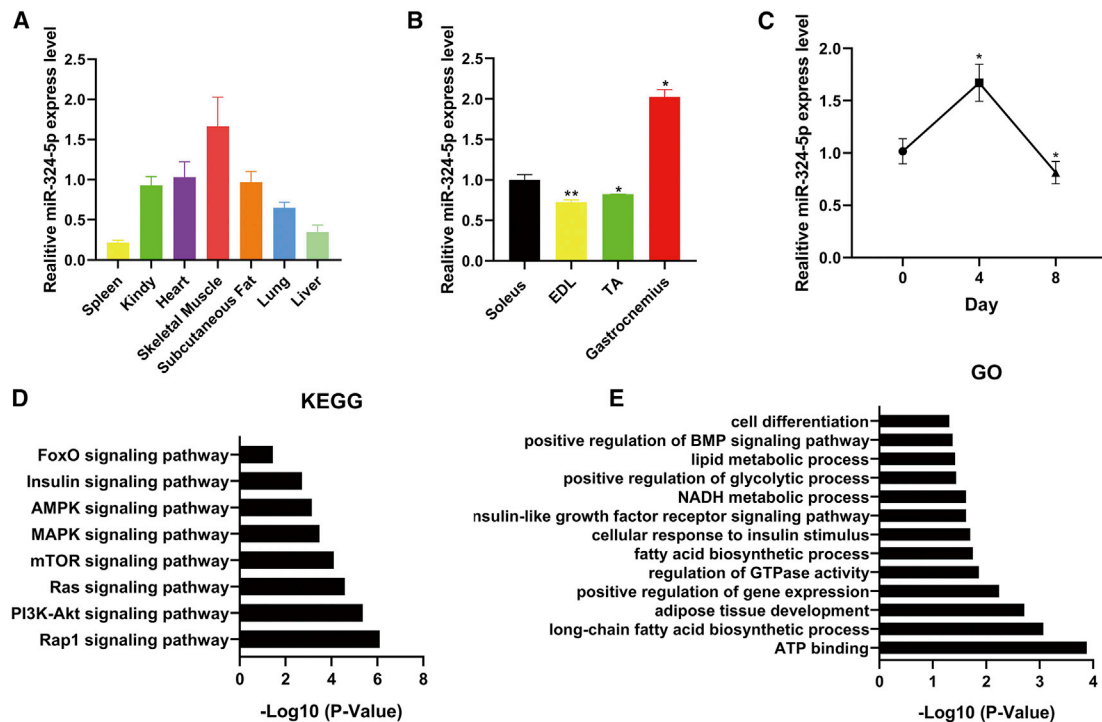 A
Realitive miR-324-5p express level
2.5
2.0
1.5
1.0
0.5
0.0
Spleen
Kindy
Heart
Skeletal Muscle
Subcutaneous Fat
Lung
Liver
B
Realitive miR-324-5p express level
2.5
2.0
1.5
1.0
0.5
0.0
**
*
*
Soleus
EDL
TA
Gastrocnemius
C
Realitive miR-324-5p express level
2.0
1.5
1.0
0.5
0.0
*
*
0 4 8
Day
D
KEGG
FoxO signaling pathway
Insulin signaling pathway
AMPK signaling pathway
MAPK signaling pathway
mTOR signaling pathway
Ras signaling pathway
PI3K-Akt signaling pathway
Rap1 signaling pathway
0 2 4 6 8
-Log10 (P-Value)
E
GO
cell differentiation
positive regulation of BMP signaling pathway
lipid metabolic process
positive regulation of glycolytic process
NADH metabolic process
nsulin-like growth factor receptor signaling pathway
cellular response to insulin stimulus
fatty acid biosynthetic process
regulation of GTPase activity
positive regulation of gene expression
adipose tissue development
long-chain fatty acid biosynthetic process
ATP binding
0 1 2 3 4
-Log10 (P-Value)